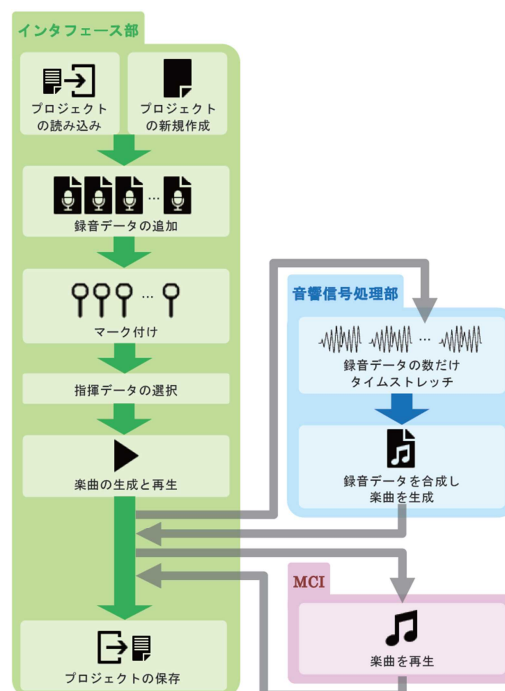 インタフェース部
プロジェクト
の読み込み
プロジェクト
の新規作成
…
録音データの追加
…
マーク付け
指揮データの選択
楽曲の生成と再生
プロジェクトの保存
音響信号処理部
…
録音データの数だけ
タイムストレッチ
録音データを合成し
楽曲を生成
MCI
楽曲を再生